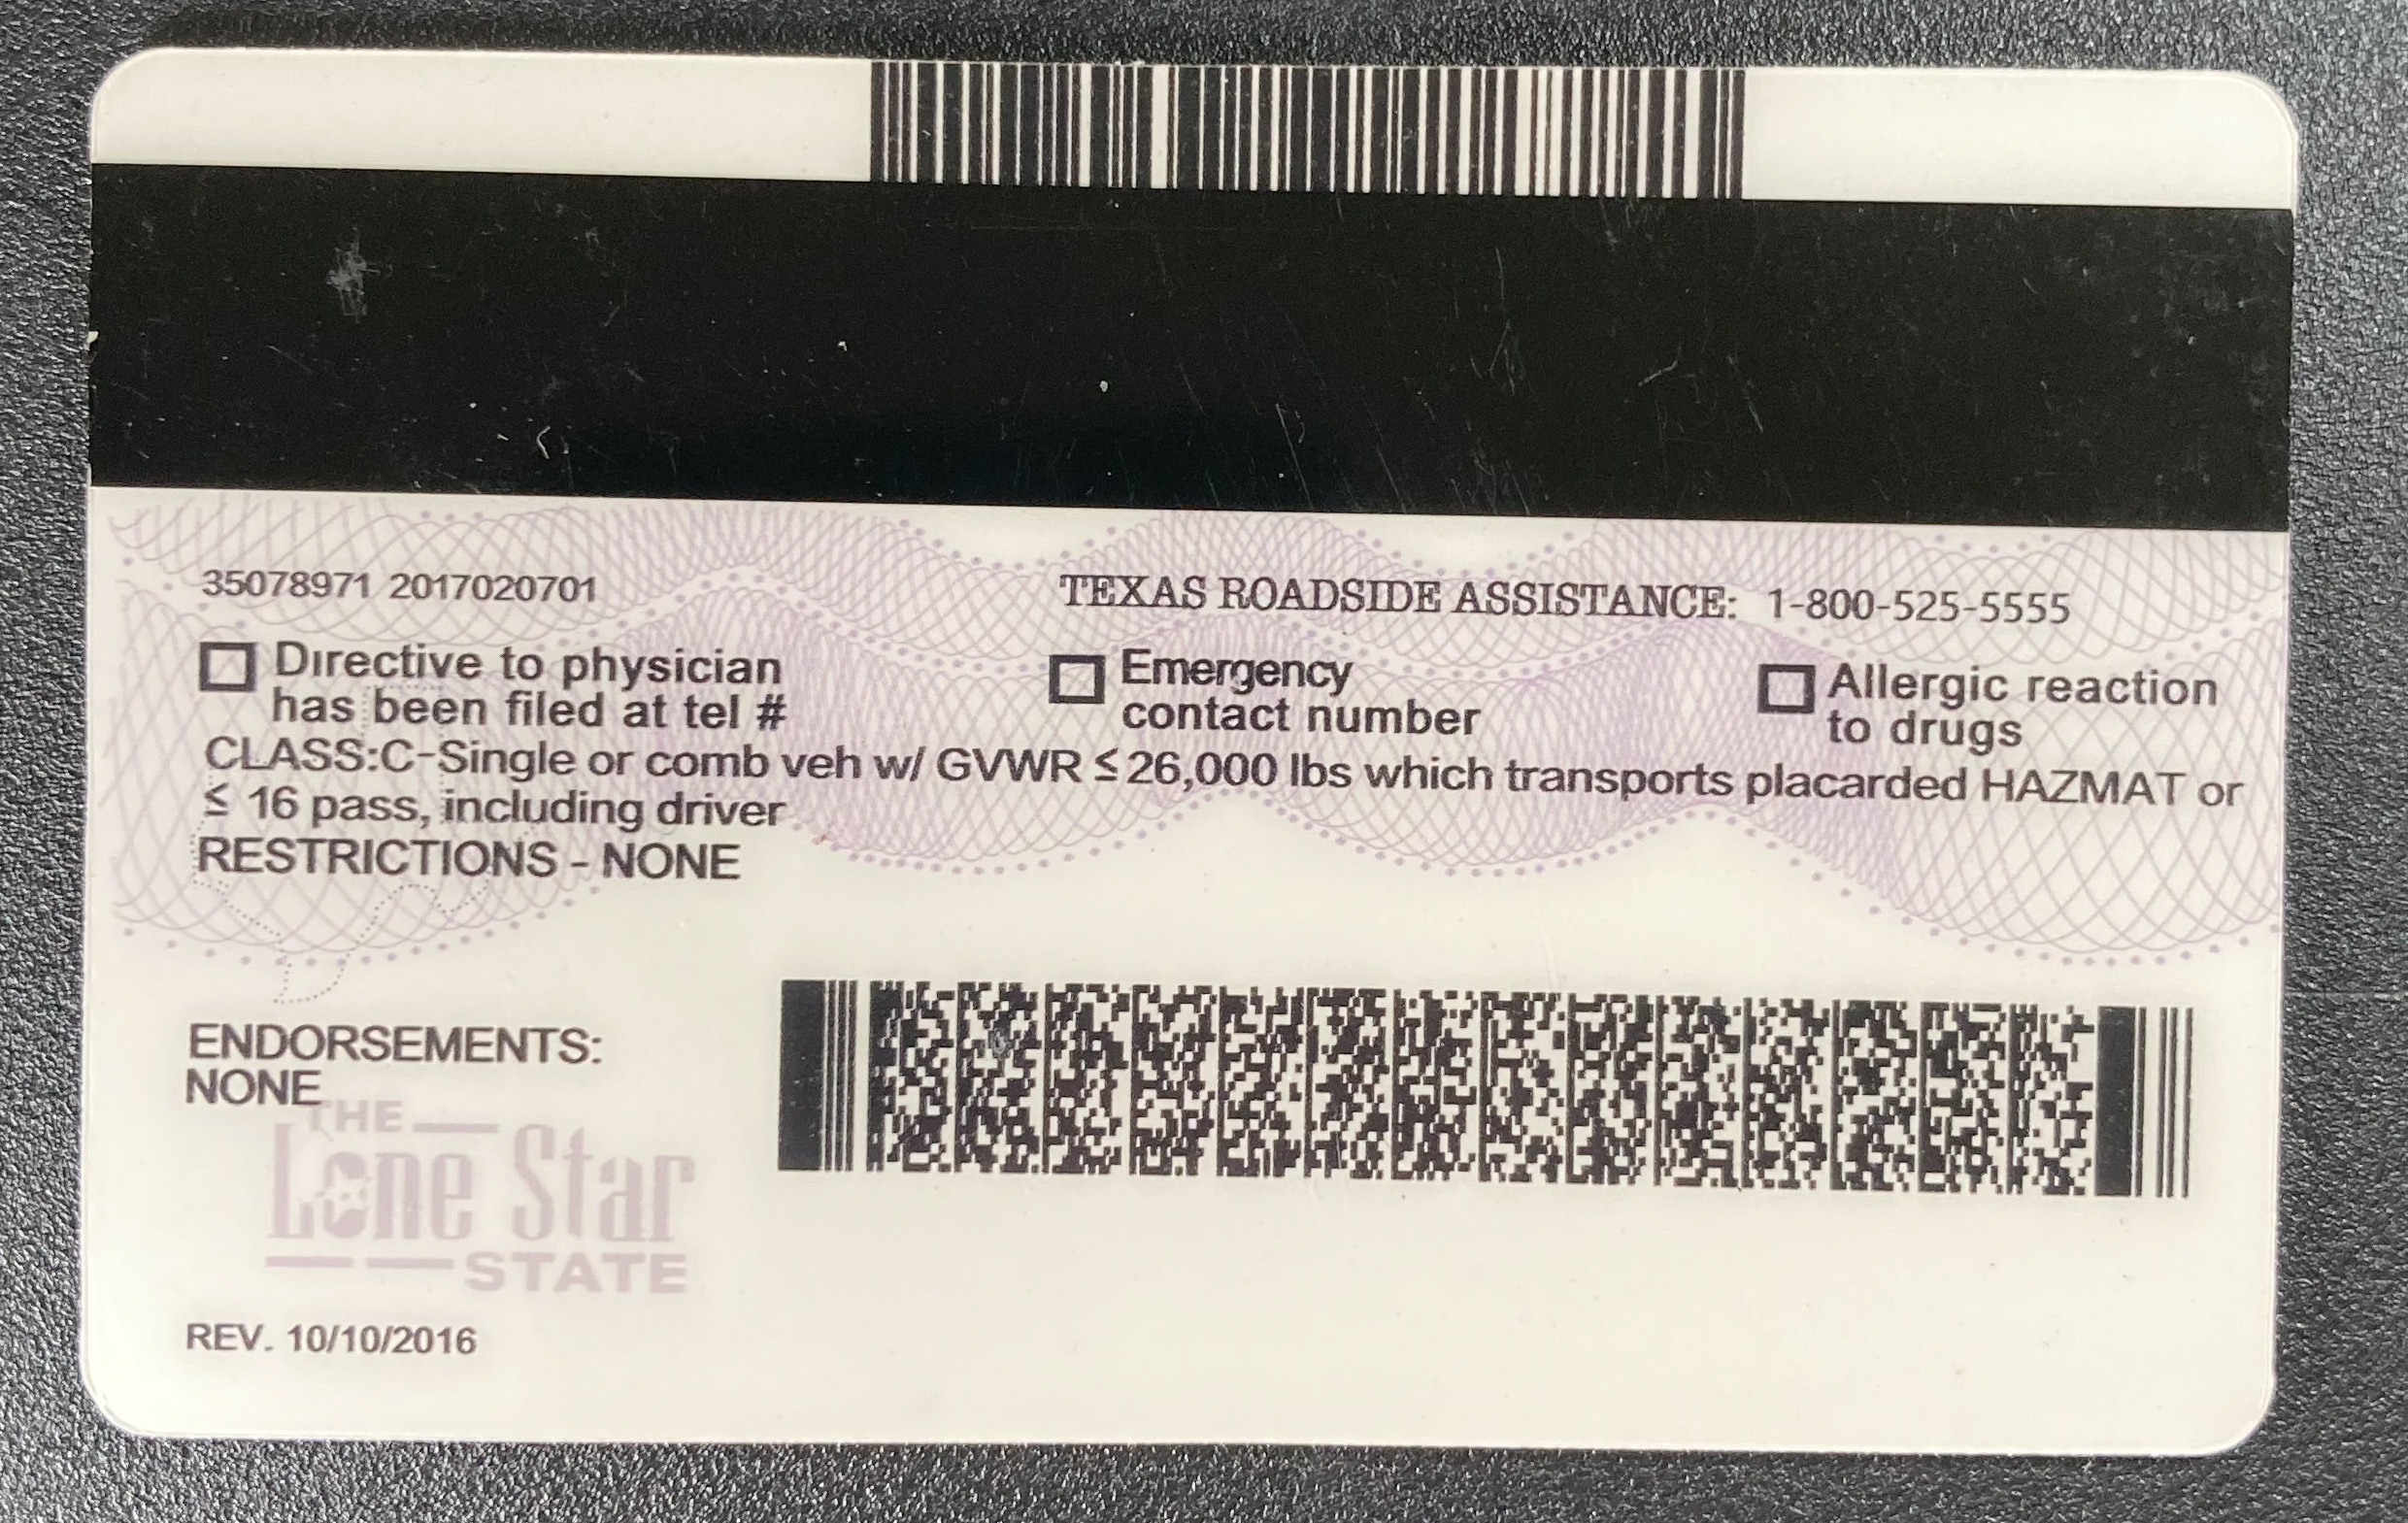 35078971 2017020701
TEXAS ROADSIDE ASSISTANCE: 1-800-525-5555
Directive to physician
has been filed at tel #
Emergency
contact number
Allergic reaction
to drugs
CLASS:C-Single or comb veh w/ GVWR ≤ 26,000 lbs which transports placarded HAZMAT or
≤ 16 pass, including driver
RESTRICTIONS - NONE
ENDORSEMENTS:
NONE
THE
Lone Star
STATE
REV. 10/10/2016